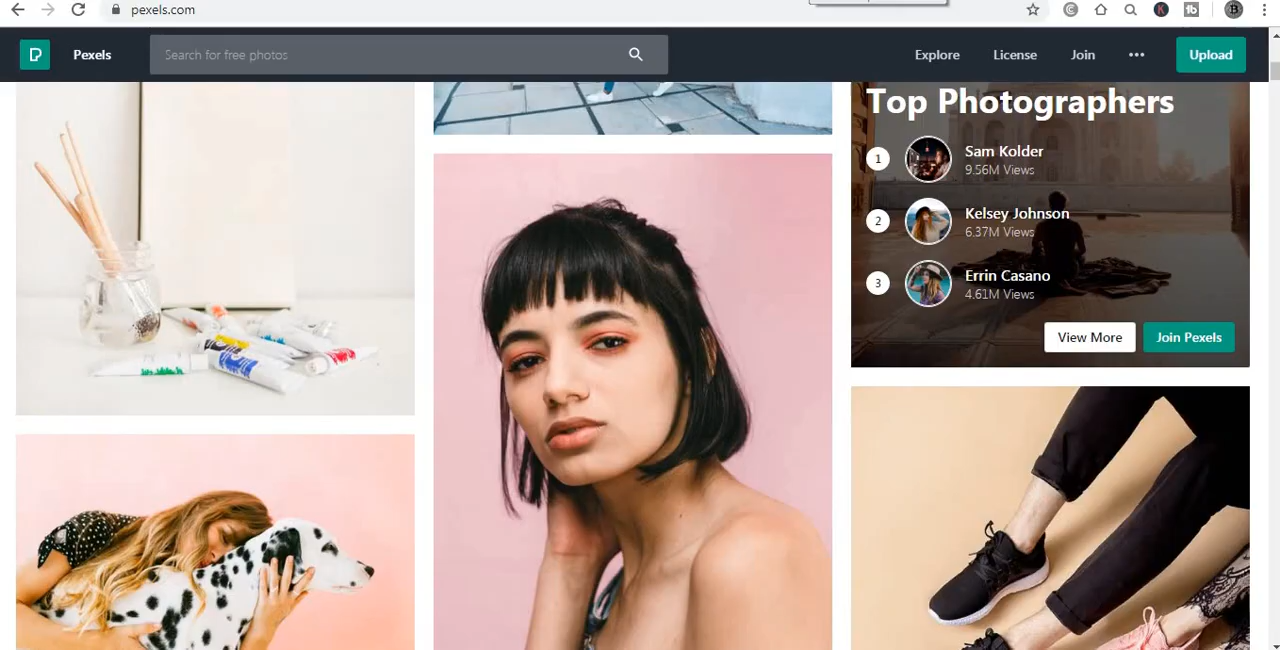 pexels.com
Pexels
Search for free photos
Explore
License
Join
Upload
Top Photographers
1
Sam Kolder
9.56M Views
2
Kelsey Johnson
6.37M Views
3
Errin Casano
4.61M Views
View More
Join Pexels